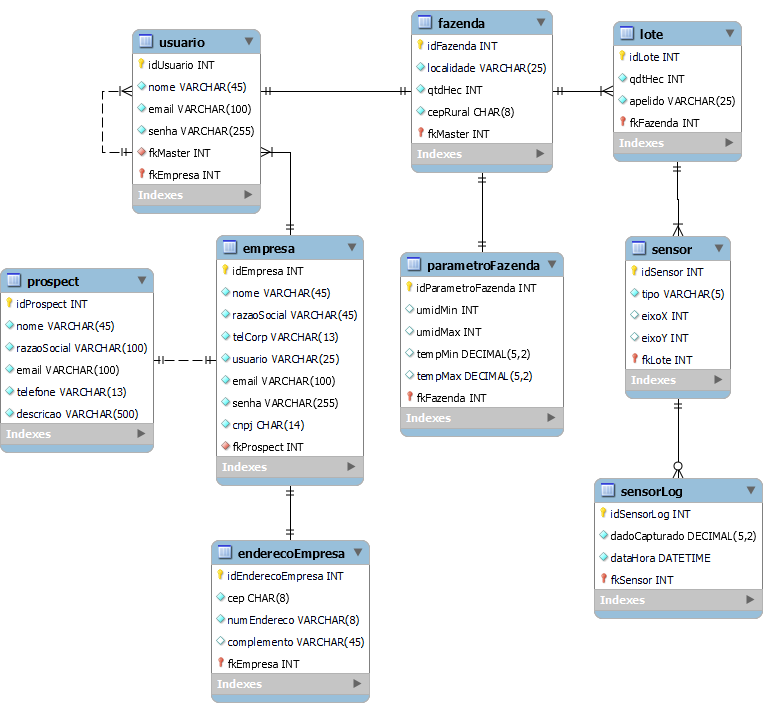 usuario
idUsuario INT
nome VARCHAR(45)
email VARCHAR(100)
senha VARCHAR(255)
fkMaster INT
fkEmpresa INT
Indexes
fazenda
idFazenda INT
localidade VARCHAR(25)
qtdHec INT
cepRural CHAR(8)
fkMaster INT
Indexes
lote
idLote INT
qdtHec INT
apelido VARCHAR(25)
fkFazenda INT
Indexes
prospect
idProspect INT
nome VARCHAR(45)
razaoSocial VARCHAR(100)
email VARCHAR(100)
telefone VARCHAR(13)
descricao VARCHAR(500)
Indexes
empresa
idEmpresa INT
nome VARCHAR(45)
razaoSocial VARCHAR(45)
telCorp VARCHAR(13)
usuario VARCHAR(25)
email VARCHAR(100)
senha VARCHAR(255)
cnpj CHAR(14)
fkProspect INT
Indexes
parametroFazenda
idParametroFazenda INT
umidMin INT
umidMax INT
tempMin DECIMAL(5,2)
tempMax DECIMAL(5,2)
fkFazenda INT
Indexes
sensor
idSensor INT
tipo VARCHAR(5)
eixoX INT
eixoY INT
fkLote INT
Indexes
enderecoEmpresa
idEnderecoEmpresa INT
cep CHAR(8)
numEndereco VARCHAR(8)
complemento VARCHAR(45)
fkEmpresa INT
Indexes
sensorLog
idSensorLog INT
dadoCapturado DECIMAL(5,2)
dataHora DATETIME
fkSensor INT
Indexes